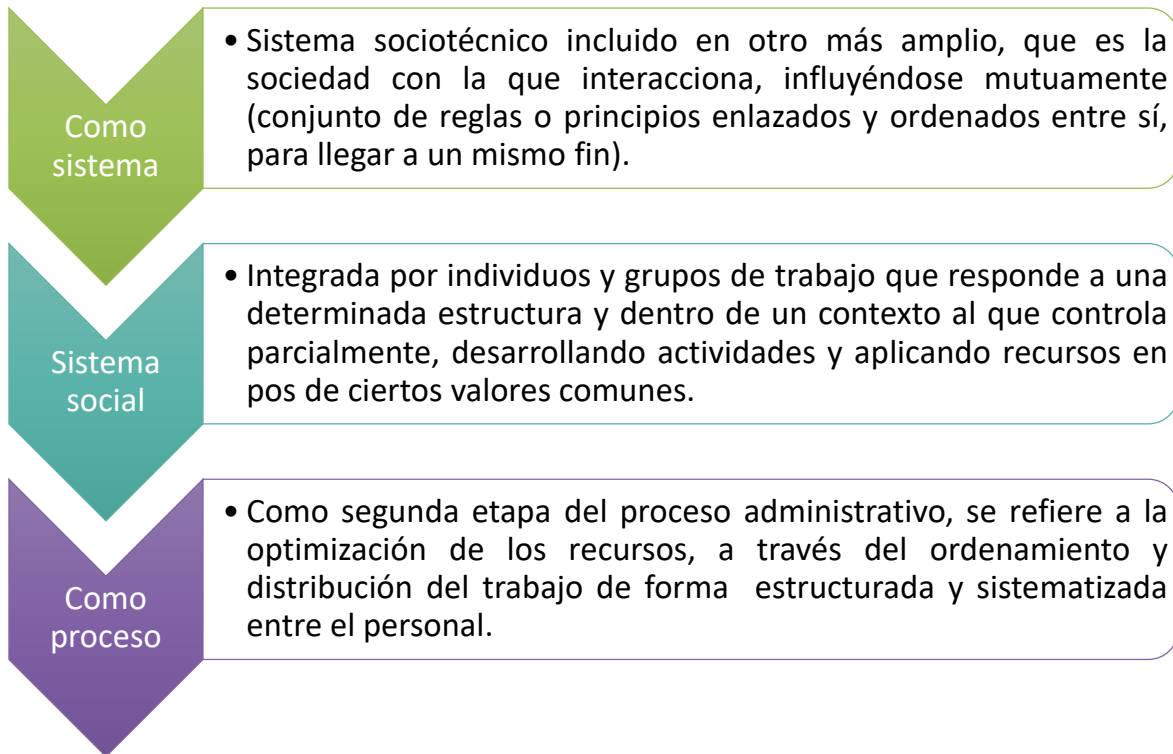 Como
sistema
• Sistema sociotécnico incluido en otro más amplio, que es la
sociedad con la que interacciona, influyéndose mutuamente
(conjunto de reglas o principios enlazados y ordenados entre sí,
para llegar a un mismo fin).
Sistema
social
• Integrada por individuos y grupos de trabajo que responde a una
determinada estructura y dentro de un contexto al que controla
parcialmente, desarrollando actividades y aplicando recursos en
pos de ciertos valores comunes.
Como
proceso
• Como segunda etapa del proceso administrativo, se refiere a la
optimización de los recursos, a través del ordenamiento y
distribución del trabajo de forma estructurada y sistematizada
entre el personal.